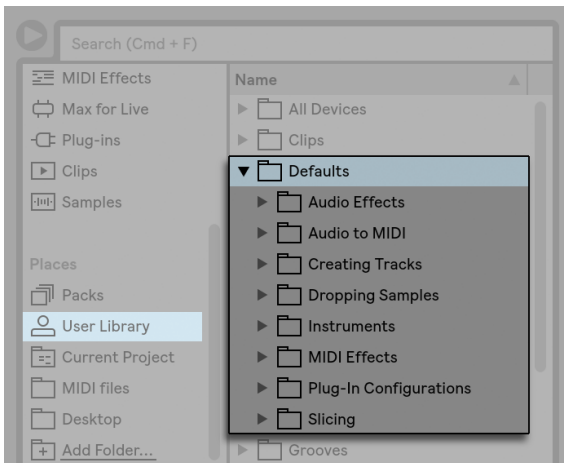 Search (Cmd + F)
MIDI Effects
Max for Live
Plug-ins
Clips
Samples
Places
Packs
User Library
Current Project
MIDI files
Desktop
Add Folder...
Name
All Devices
Clips
Defaults
Audio Effects
Audio to MIDI
Creating Tracks
Dropping Samples
Instruments
MIDI Effects
Plug-In Configurations
Slicing
Grooves